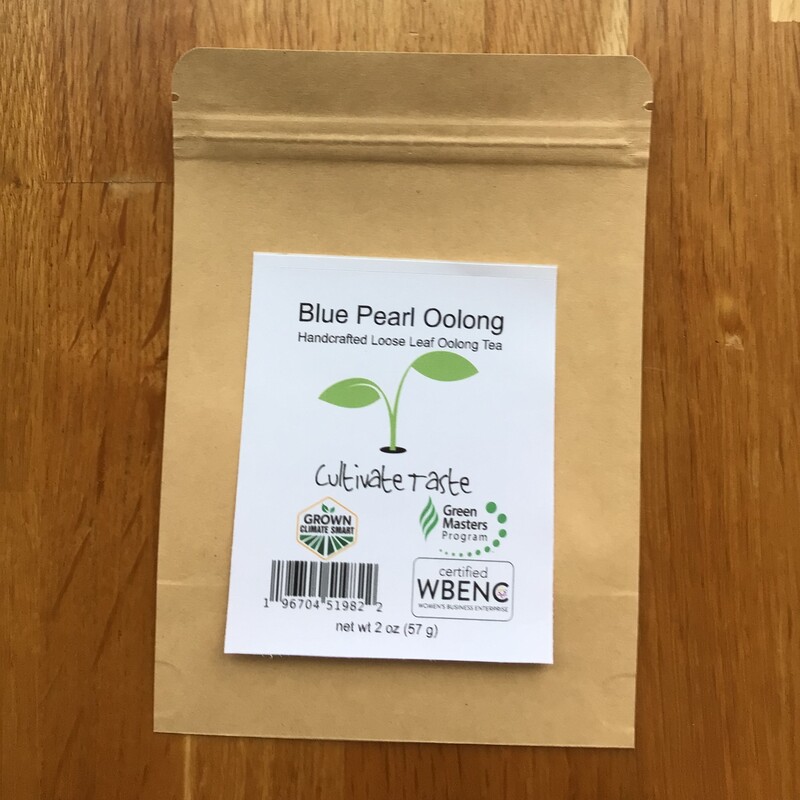 Blue Pearl Oolong
Handcrafted Loose Leaf Oolong Tea
Cultivate Taste
GROWN
CLIMATE SMART
Green
Masters
Program
certified
WBENC
WOMEN'S BUSINESS ENTERPRISE
1 96704 51982 2
net wt 2 oz (57 g)